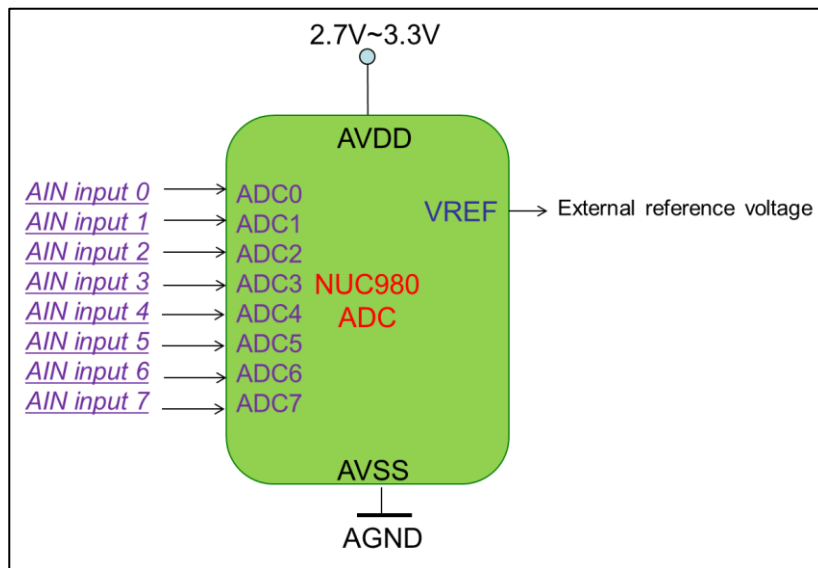 2.7V~3.3V
AVDD
AIN input 0
AIN input 1
AIN input 2
AIN input 3
AIN input 4
AIN input 5
AIN input 6
AIN input 7
ADC0
ADC1
ADC2
ADC3
ADC4
ADC5
ADC6
ADC7
NUC980
ADC
VREF
External reference voltage
AVSS
AGND